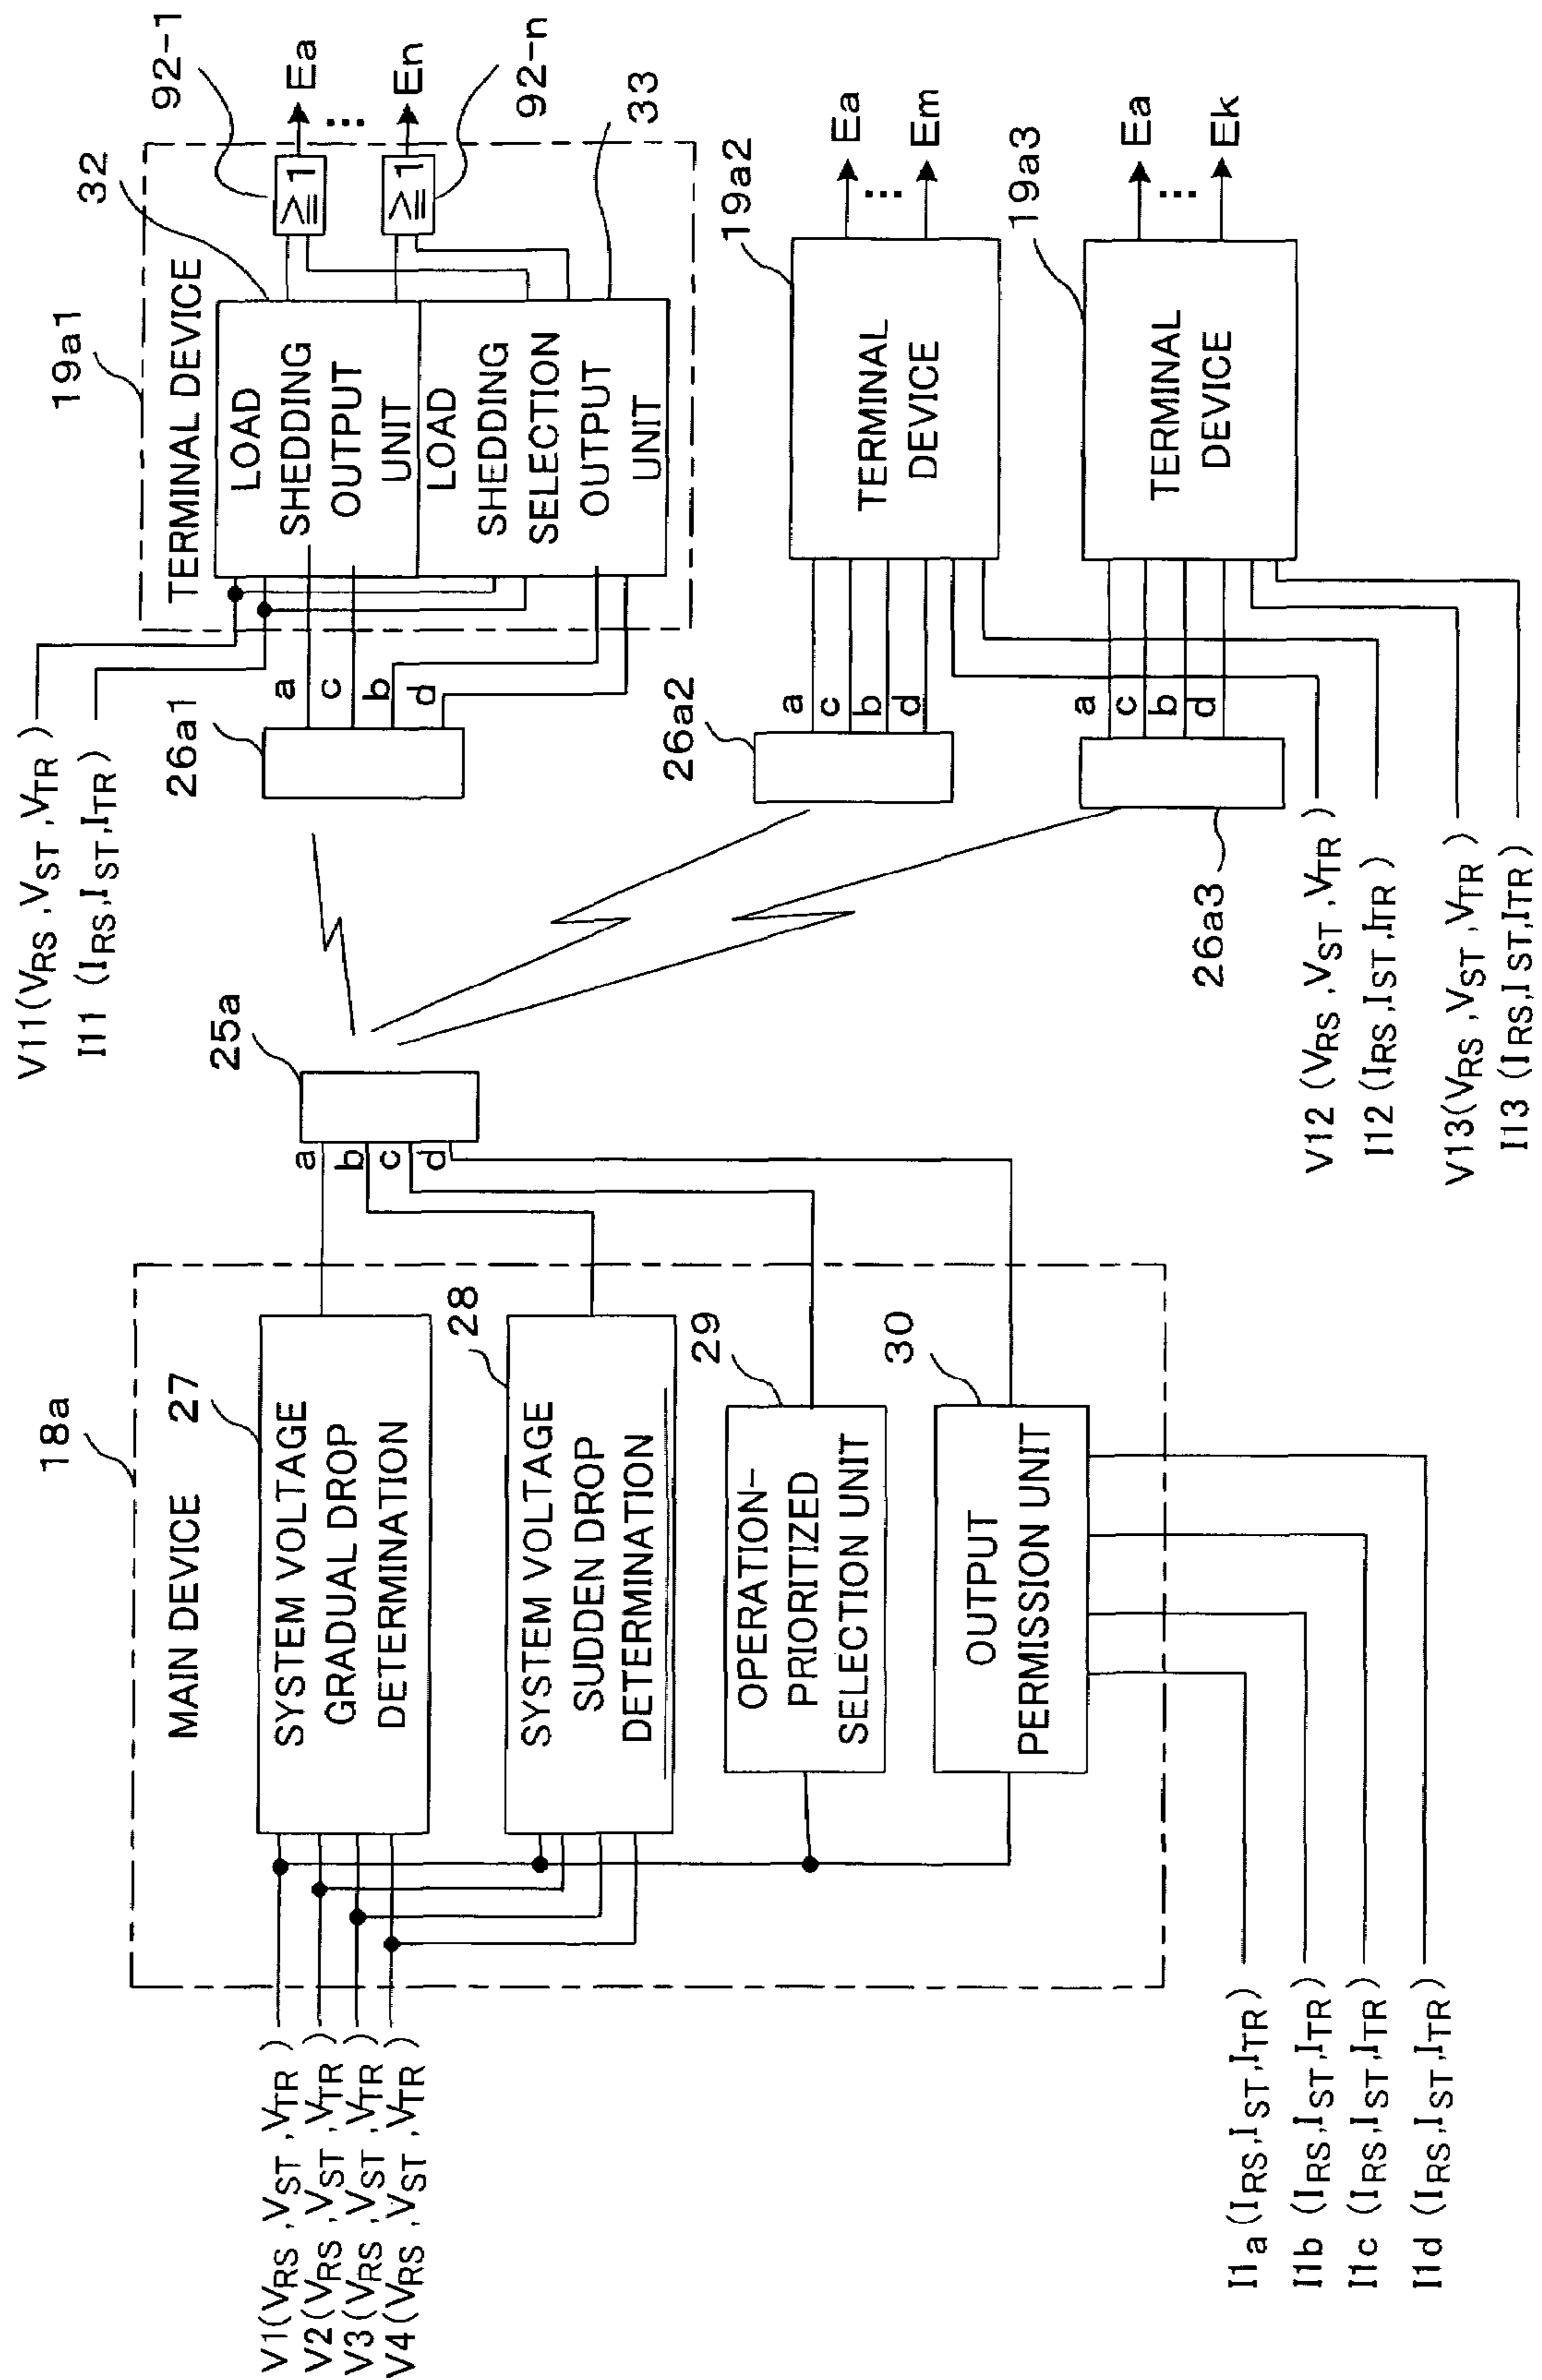 18a
MAIN DEVICE
27
SYSTEM VOLTAGE
GRADUAL DROP
DETERMINATION
28
SYSTEM VOLTAGE
SUDDEN DROP
DETERMINATION
29
OPERATION-
PRIORITIZED
SELECTION UNIT
30
OUTPUT
PERMISSION UNIT
V1(VRS,VST,VTR)
V2(VRS,VST,VTR)
V3(VRS,VST,VTR)
V4(VRS,VST,VTR)
I1a(IRS,IST,ITR)
I1b(IRS,IST,ITR)
I1c(IRS,IST,ITR)
I1d(IRS,IST,ITR)
25a
a
b
c
d
V11(VRS,VST,VTR)
I11(IRS,IST,ITR)
26a1
a
c
b
d
19a1
TERMINAL DEVICE
32
LOAD
SHEDDING
OUTPUT
UNIT
LOAD
SHEDDING
SELECTION
OUTPUT
UNIT
33
≧1
92-1
Ea
...
≧1
92-n
En
26a2
a
c
b
d
19a2
TERMINAL
DEVICE
Ea
...
Em
V12(VRS,VST,VTR)
I12(IRS,IST,ITR)
26a3
a
c
b
d
19a3
TERMINAL
DEVICE
Ea
...
Ek
V13(VRS,VST,VTR)
I13(IRS,IST,ITR)